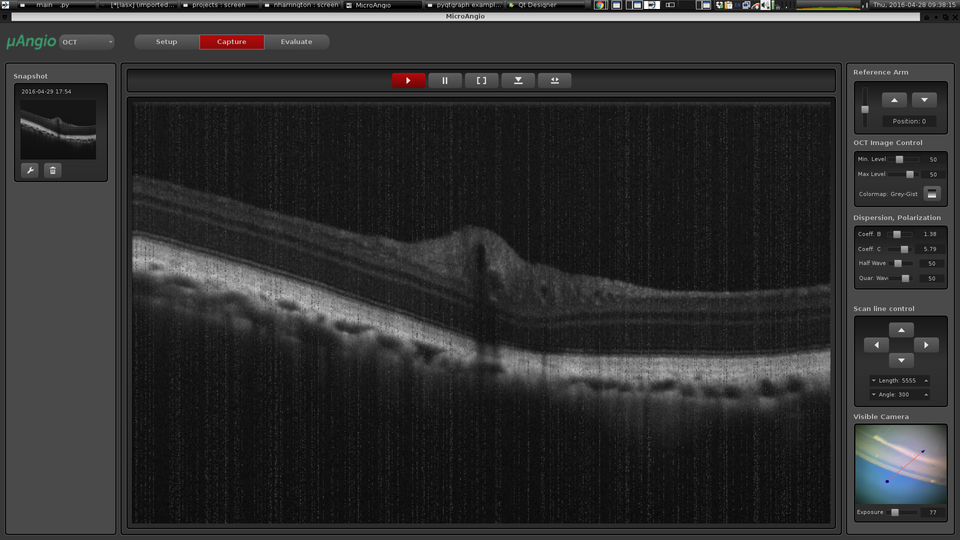 main
.py
[*[lasx] (imported...
projects : screen
nharrington : screen
MicroAngio
pyqtgraph exampl...
Qt Designer
Thu, 2016-04-28 09:38:15
MicroAngio
µAngio
OCT
Setup
Capture
Evaluate
Snapshot
2016-04-29 17:54
Reference Arm
Position: 0
OCT Image Control
Min. Level 50
Max Level 50
Colormap: Grey-Gist.
Dispersion, Polarization
Coeff. B 1.38
Coeff. C 5.79
Half Wave 50
Quar. Wav 50
Scan line control
Length: 5555
Angle: 300
Visible Camera
Exposure 77